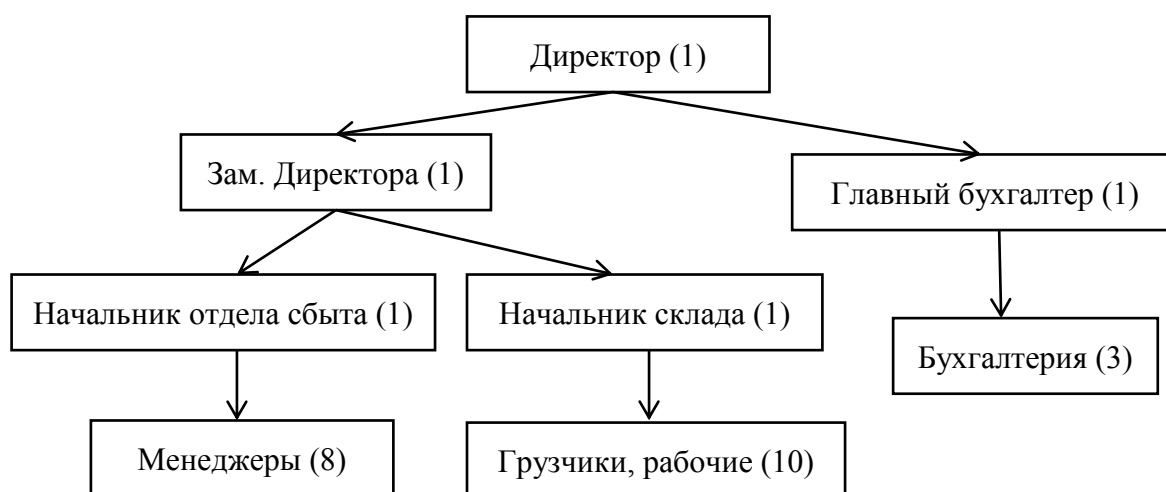 Директор (1)
Зам. Директора (1)
Главный бухгалтер (1)
Начальник отдела сбыта (1)
Начальник склада (1)
Бухгалтерия (3)
Менеджеры (8)
Грузчики, рабочие (10)